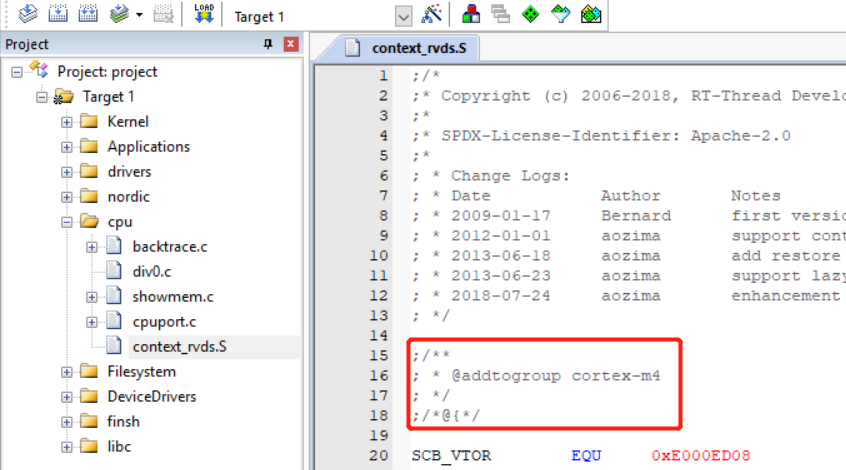 LOAD
Target 1
Project
Project: project
Target 1
Kernel
Applications
drivers
nordic
cpu
backtrace.c
div0.c
showmem.c
cpuport.c
context_rvds.S
Filesystem
DeviceDrivers
finsh
libc
context_rvds.S
1 ;/*
2 ;* Copyright (c) 2006-2018, RT-Thread Develo
3 ;*
4 ;* SPDX-License-Identifier: Apache-2.0
5 ;*
6 ; * Change Logs:
7 ; * Date Author Notes
8 ; * 2009-01-17 Bernard first versio
9 ; * 2012-01-01 aozima support cont
10 ; * 2013-06-18 aozima add restore
11 ; * 2013-06-23 aozima support lazy
12 ; * 2018-07-24 aozima enhancement
13 ; */
14
15 ;/**
16 ; * @addtogroup cortex-m4
17 ; */
18 ;/*@{*/
19
20 SCB_VTOR EQU 0xE000ED08